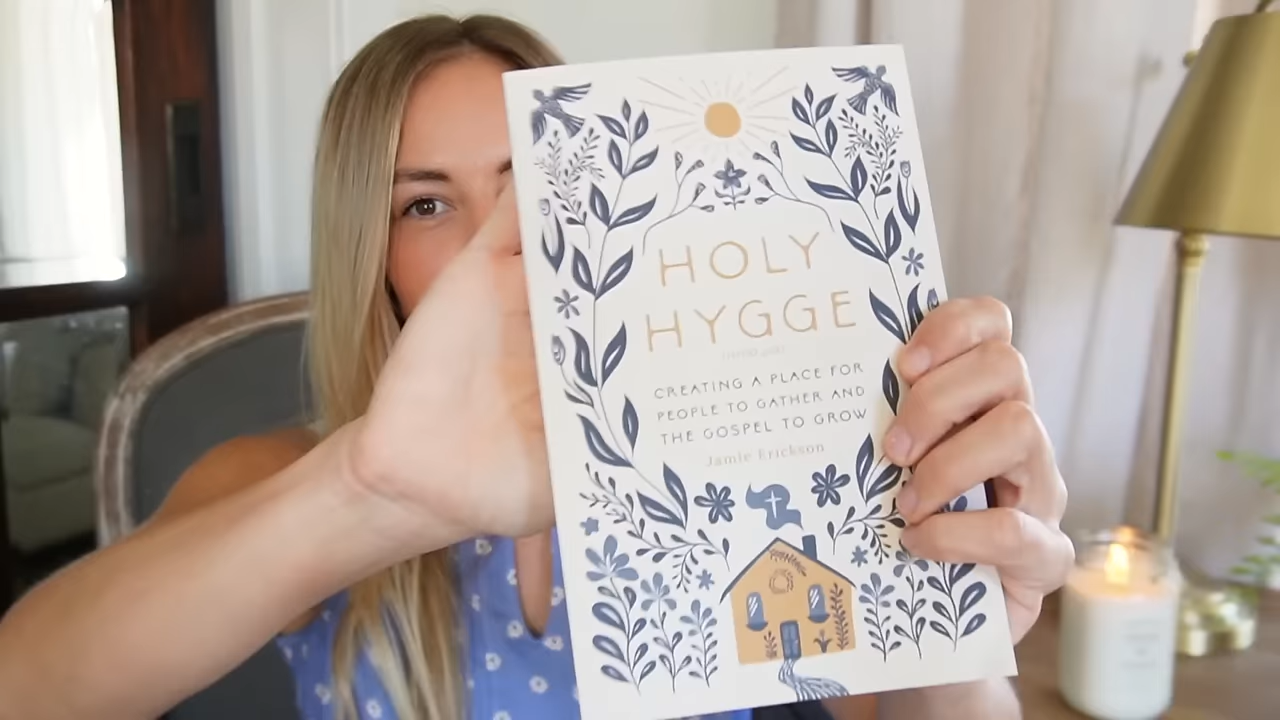 HOLY
HYGGE
CREATING A PLACE FOR
PEOPLE TO GATHER AND
THE GOSPEL TO GROW
Jamie Erickson